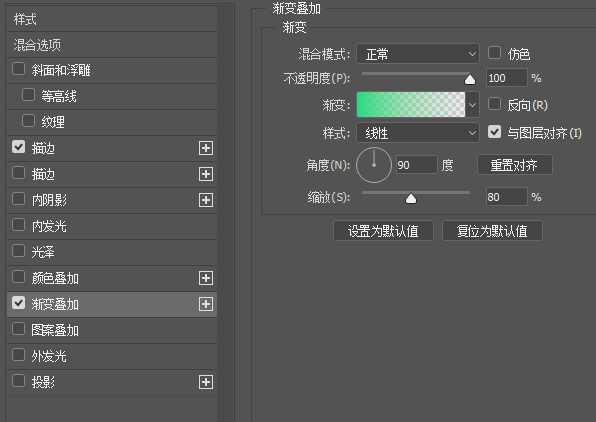 样式
混合选项
斜面和浮雕
等高线
纹理
描边
描边
内阴影
内发光
光泽
颜色叠加
渐变叠加
图案叠加
外发光
投影
渐变叠加
渐变
混合模式: 正常 仿色
不透明度(P): 100 %
渐变: 反向(R)
样式: 线性 与图层对齐(I)
角度(N): 90 度 重置对齐
缩放(S): 80 %
设置为默认值 复位为默认值